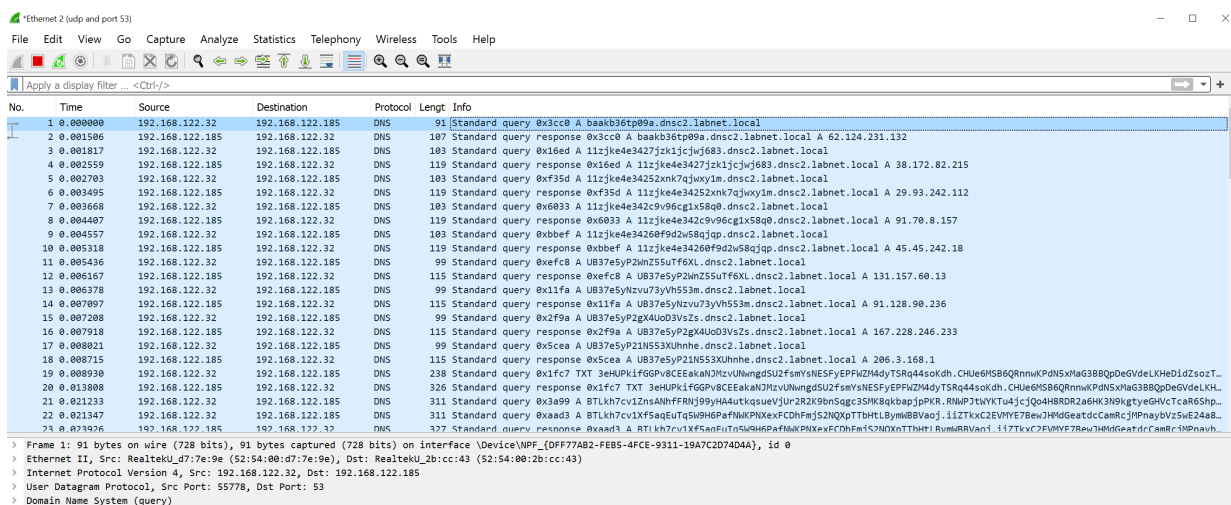 *Ethernet 2 (udp and port 53)
File Edit View Go Capture Analyze Statistics Telephony Wireless Tools Help
Apply a display filter ... <Ctrl-/>
No. Time Source Destination Protocol Lengt Info
1 0.000000 192.168.122.32 192.168.122.185 DNS 91 Standard query 0x3cc0 A baakb36tp09a.dnsc2.labnet.local
2 0.001506 192.168.122.185 192.168.122.32 DNS 107 Standard query response 0x3cc0 A baakb36tp09a.dnsc2.labnet.local A 62.124.231.132
3 0.001817 192.168.122.32 192.168.122.185 DNS 103 Standard query 0x16ed A 11zjke4e3427jzk1jcjwj683.dnsc2.labnet.local
4 0.002559 192.168.122.185 192.168.122.32 DNS 119 Standard query response 0x16ed A 11zjke4e3427jzk1jcjwj683.dnsc2.labnet.local A 38.172.82.215
5 0.002703 192.168.122.32 192.168.122.185 DNS 103 Standard query 0xf35d A 11zjke4e34252xnk7qjwxy1m.dnsc2.labnet.local
6 0.003495 192.168.122.185 192.168.122.32 DNS 119 Standard query response 0xf35d A 11zjke4e34252xnk7qjwxy1m.dnsc2.labnet.local A 29.93.242.112
7 0.003668 192.168.122.32 192.168.122.185 DNS 103 Standard query 0x6033 A 11zjke4e342c9v96cg1x58q0.dnsc2.labnet.local
8 0.004407 192.168.122.185 192.168.122.32 DNS 119 Standard query response 0x6033 A 11zjke4e342c9v96cg1x58q0.dnsc2.labnet.local A 91.70.8.157
9 0.004557 192.168.122.32 192.168.122.185 DNS 103 Standard query 0xbbef A 11zjke4e34260f9d2w58qjqp.dnsc2.labnet.local
10 0.005318 192.168.122.185 192.168.122.32 DNS 119 Standard query response 0xbbef A 11zjke4e34260f9d2w58qjqp.dnsc2.labnet.local A 45.45.242.18
11 0.005436 192.168.122.32 192.168.122.185 DNS 99 Standard query 0xefc8 A UB37e5yP2WnZ55uTf6XL.dnsc2.labnet.local
12 0.006167 192.168.122.185 192.168.122.32 DNS 115 Standard query response 0xefc8 A UB37e5yP2WnZ55uTf6XL.dnsc2.labnet.local A 131.157.60.13
13 0.006378 192.168.122.32 192.168.122.185 DNS 99 Standard query 0x11fa A UB37e5yNzvu73yVh553m.dnsc2.labnet.local
14 0.007097 192.168.122.185 192.168.122.32 DNS 115 Standard query response 0x11fa A UB37e5yNzvu73yVh553m.dnsc2.labnet.local A 91.128.90.236
15 0.007208 192.168.122.32 192.168.122.185 DNS 99 Standard query 0x2f9a A UB37e5yP2gX4UoD3VsZs.dnsc2.labnet.local
16 0.007918 192.168.122.185 192.168.122.32 DNS 115 Standard query response 0x2f9a A UB37e5yP2gX4UoD3VsZs.dnsc2.labnet.local A 167.228.246.233
17 0.008021 192.168.122.32 192.168.122.185 DNS 99 Standard query 0x5cea A UB37e5yP21N553XUhnhe.dnsc2.labnet.local
18 0.008715 192.168.122.185 192.168.122.32 DNS 115 Standard query response 0x5cea A UB37e5yP21N553XUhnhe.dnsc2.labnet.local A 206.3.168.1
19 0.008930 192.168.122.32 192.168.122.185 DNS 238 Standard query 0x1fc7 TXT 3eHUPkifGGPv8CEEakaNJMzvUNwngdSU2fsmYsNESFyEPFWZM4dyTSRq44soKdh.CHUe6MSB6QRnnwKPdN5xMaG3BBQpDeGVdeLKHeDidZsozT…
20 0.013808 192.168.122.185 192.168.122.32 DNS 326 Standard query response 0x1fc7 TXT 3eHUPkifGGPv8CEEakaNJMzvUNwngdSU2fsmYsNESFyEPFWZM4dyTSRq44soKdh.CHUe6MSB6QRnnwKPdN5xMaG3BBQpDeGVdeLKH…
21 0.021233 192.168.122.32 192.168.122.185 DNS 311 Standard query 0x3a99 A BTLkh7cv1ZnsANhfFRNj99yHA4utkqsueVjUr2R2K9bnSqgc3SMK8qkbapjpPKR.RNWPJtWYKTu4jcjQo4H8RDR2a6HK3N9kgtyeGHVcTcaR6Shp…
22 0.021347 192.168.122.32 192.168.122.185 DNS 311 Standard query 0xaad3 A BTLkh7cv1Xf5aqEuTq5W9H6PafNWKPNXexFCDhFmjS2NQXpTTbHtLBymWBBVaoj.iiZTkxC2EVMYE7BewJHMdGeatdcCamRcjMPnaybVz5wE24a8…
23 0.023926 192.168.122.185 192.168.122.32 DNS 327 Standard query response 0xaad3 A BTLkh7cv1Xf5aqEuTq5W9H6PafNWKPNXexFCDhFmjS2NQXpTTbHtLBymWBBVaoj.iiZTkxC2EVMYE7BewJHMdGeatdcCamRcjMPnayb…
Frame 1: 91 bytes on wire (728 bits), 91 bytes captured (728 bits) on interface \Device\NPF_{DFF77AB2-FEB5-4FCE-9311-19A7C2D74D4A}, id 0
Ethernet II, Src: RealtekU_d7:7e:9e (52:54:00:d7:7e:9e), Dst: RealtekU_2b:cc:43 (52:54:00:2b:cc:43)
Internet Protocol Version 4, Src: 192.168.122.32, Dst: 192.168.122.185
User Datagram Protocol, Src Port: 55778, Dst Port: 53
Domain Name System (query)